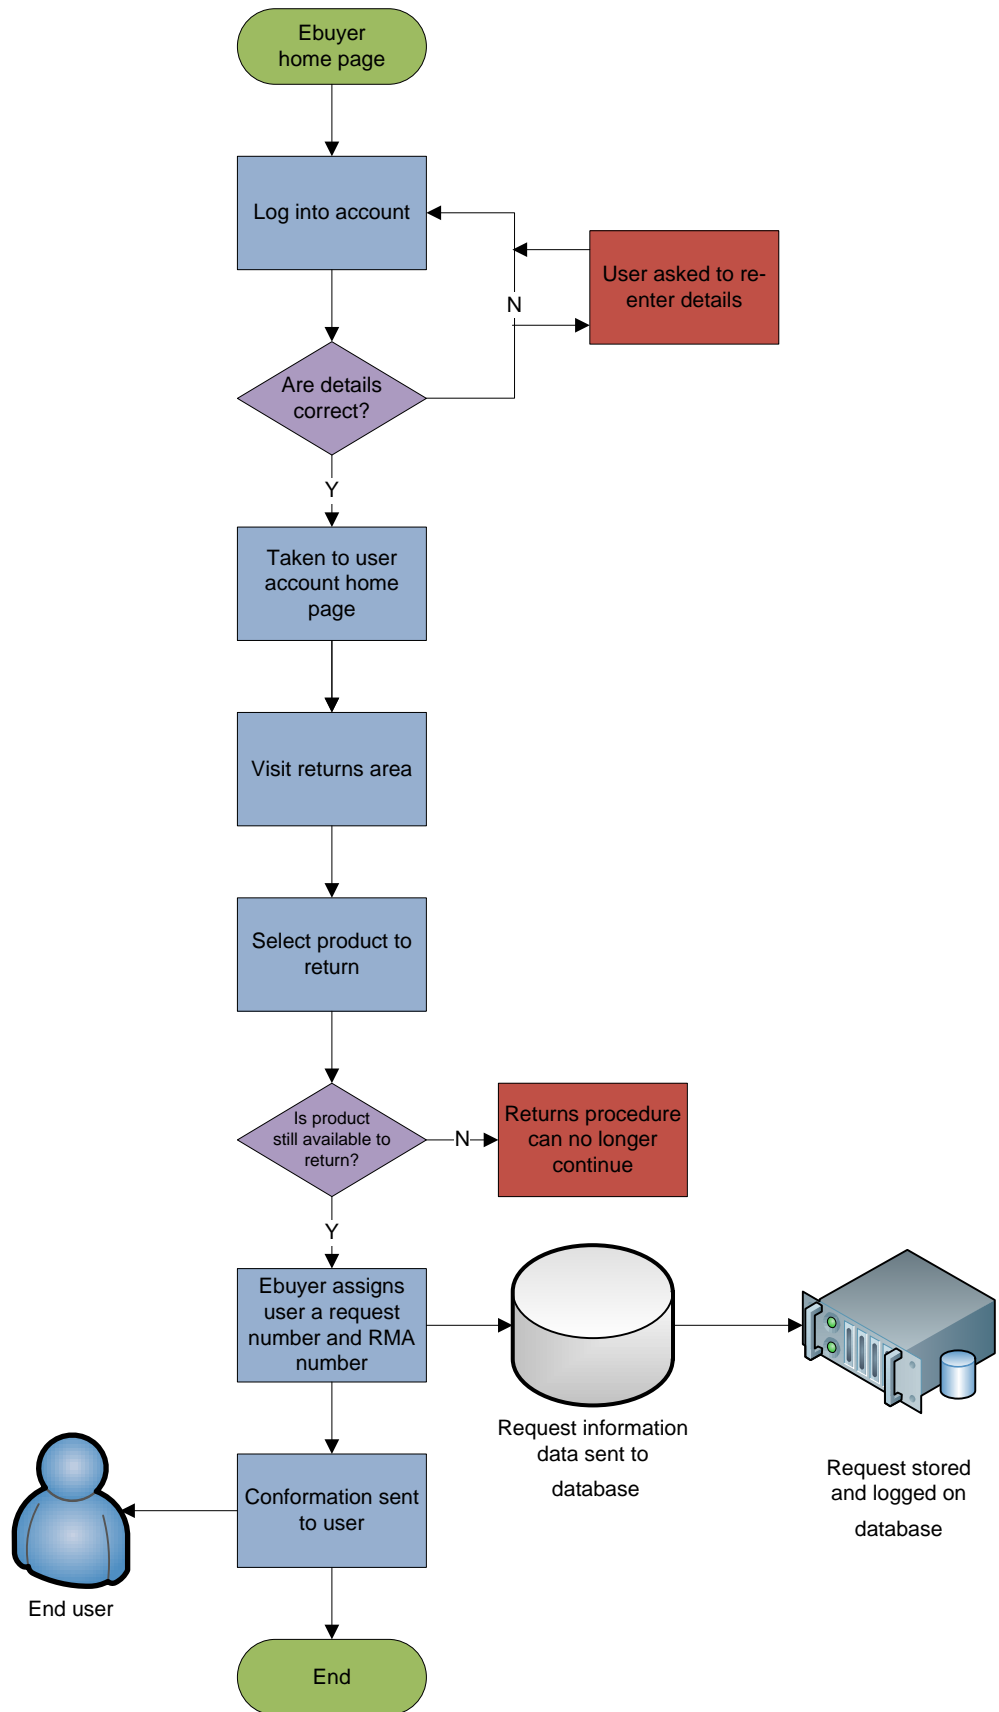 Ebuyer
home page
Log into account
User asked to re-
enter details
N
Are details
correct?
Y
Taken to user
account home
page
Visit returns area
Select product to
return
Is product
still available to
return?
N
Returns procedure
can no longer
continue
Y
Ebuyer assigns
user a request
number and RMA
number
Request information
data sent to
database
Request stored
and logged on
database
Conformation sent
to user
End user
End